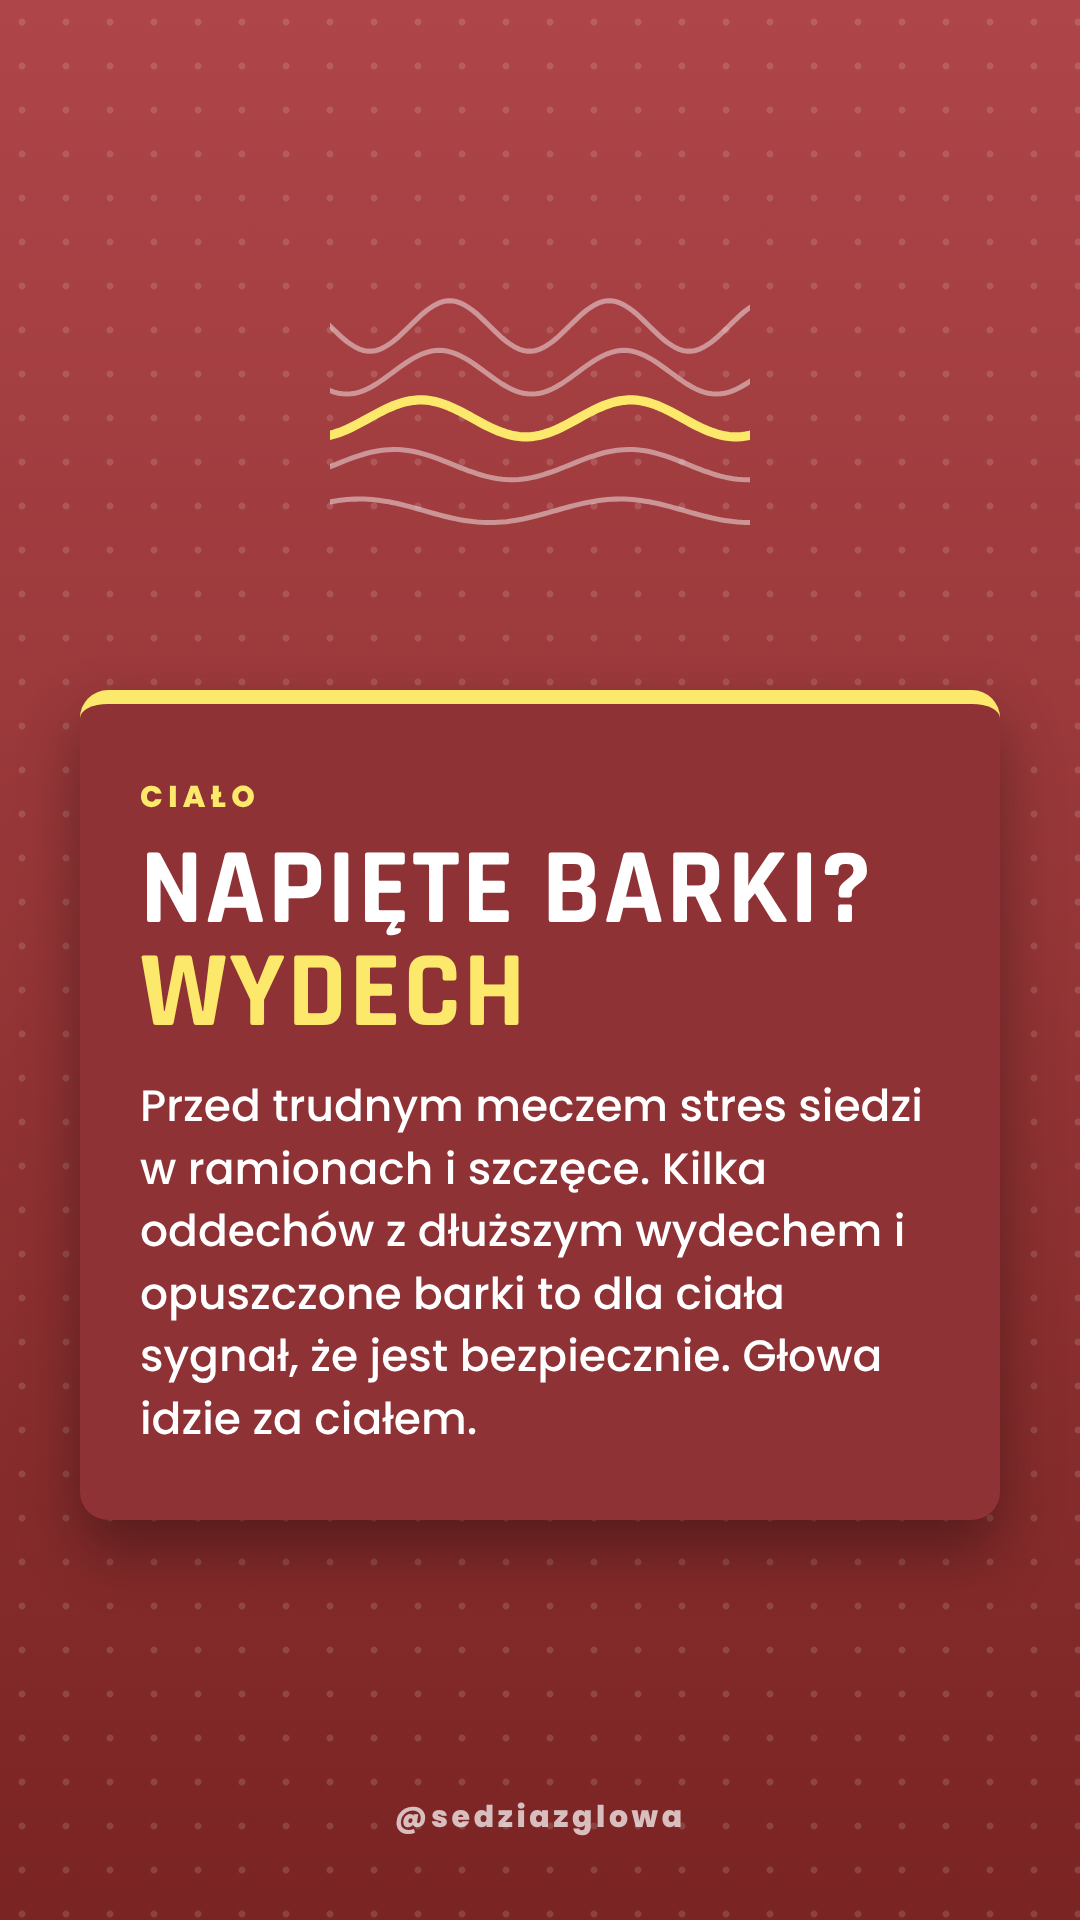 CIAŁO
NAPIĘTE BARKI?
WYDECH
Przed trudnym meczem stres siedzi
w ramionach i szczęce. Kilka
oddechów z dłuższym wydechem i
opuszczone barki to dla ciała
sygnał, że jest bezpiecznie. Głowa
idzie za ciałem.
@sedziazglowa